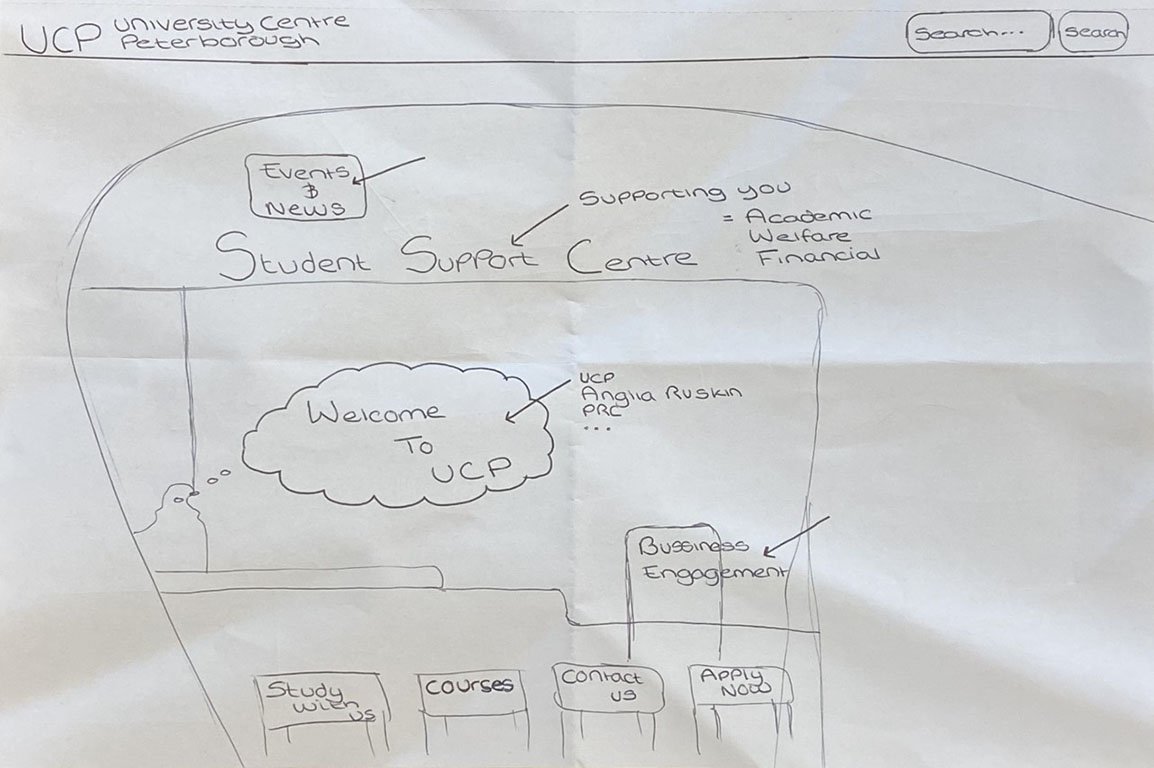 UCP University Centre
Peterborough
Search...
Search
Events
&
News
Supporting you
= Academic
Welfare
Financial
Student Support Centre
UCP
Anglia Ruskin
PRC
...
Welcome
To
UCP
Bussiness
Engagement
Study
with
us
Courses
Contact
us
Apply
Now